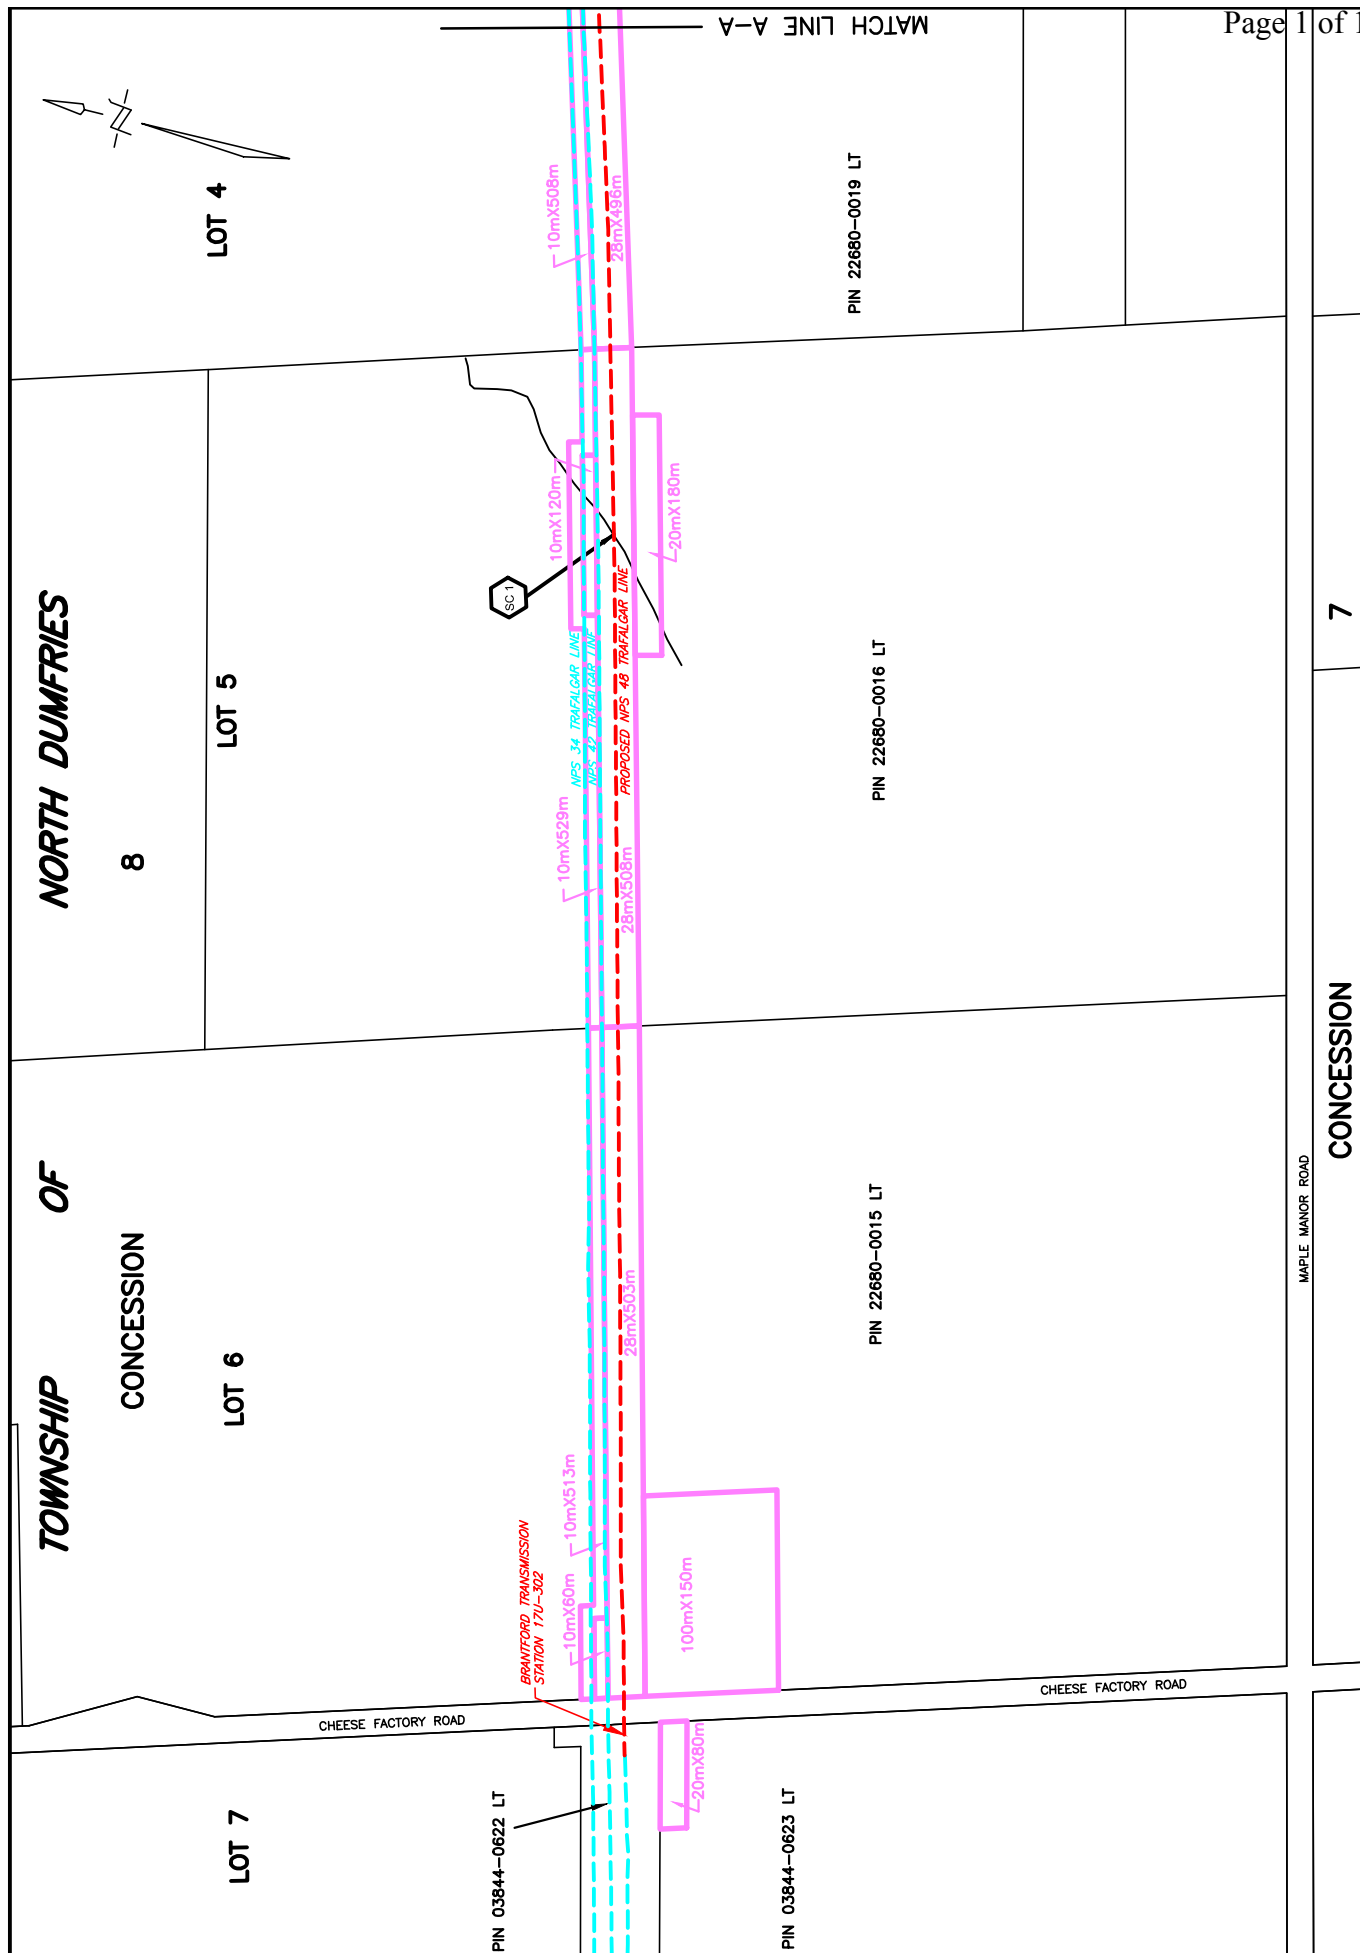 Page 1 of 1
MATCH LINE A-A
TOWNSHIP OF NORTH DUMFRIES
CONCESSION 8
LOT 4
LOT 5
LOT 6
LOT 7
10mX508m
28mX496m
PIN 22680-0019 LT
10mX120m
SC 1
20mX180m
NPS 34 TRAFALGAR LINE
NPS 42 TRAFALGAR LINE
PROPOSED NPS 48 TRAFALGAR LINE
10mX529m
28mX508m
PIN 22680-0016 LT
28mX503m
PIN 22680-0015 LT
10mX513m
10mX60m
BRANTFORD TRANSMISSION
STATION 17U-302
100mX150m
CHEESE FACTORY ROAD
CHEESE FACTORY ROAD
20mX80m
PIN 03844-0622 LT
PIN 03844-0623 LT
MAPLE MANOR ROAD
CONCESSION 7